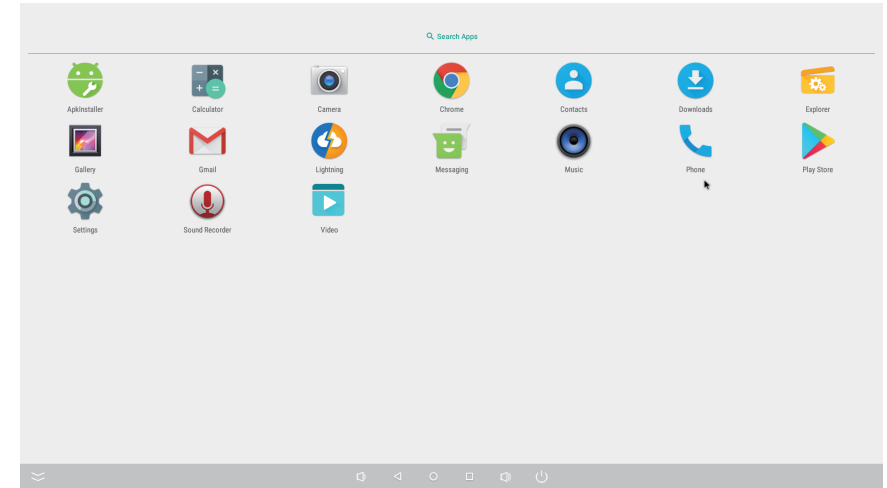 Search Apps
ApkInstaller
Calculator
Camera
Chrome
Contacts
Downloads
Explorer
Gallery
Gmail
Lightning
Messaging
Music
Phone
Play Store
Settings
Sound Recorder
Video